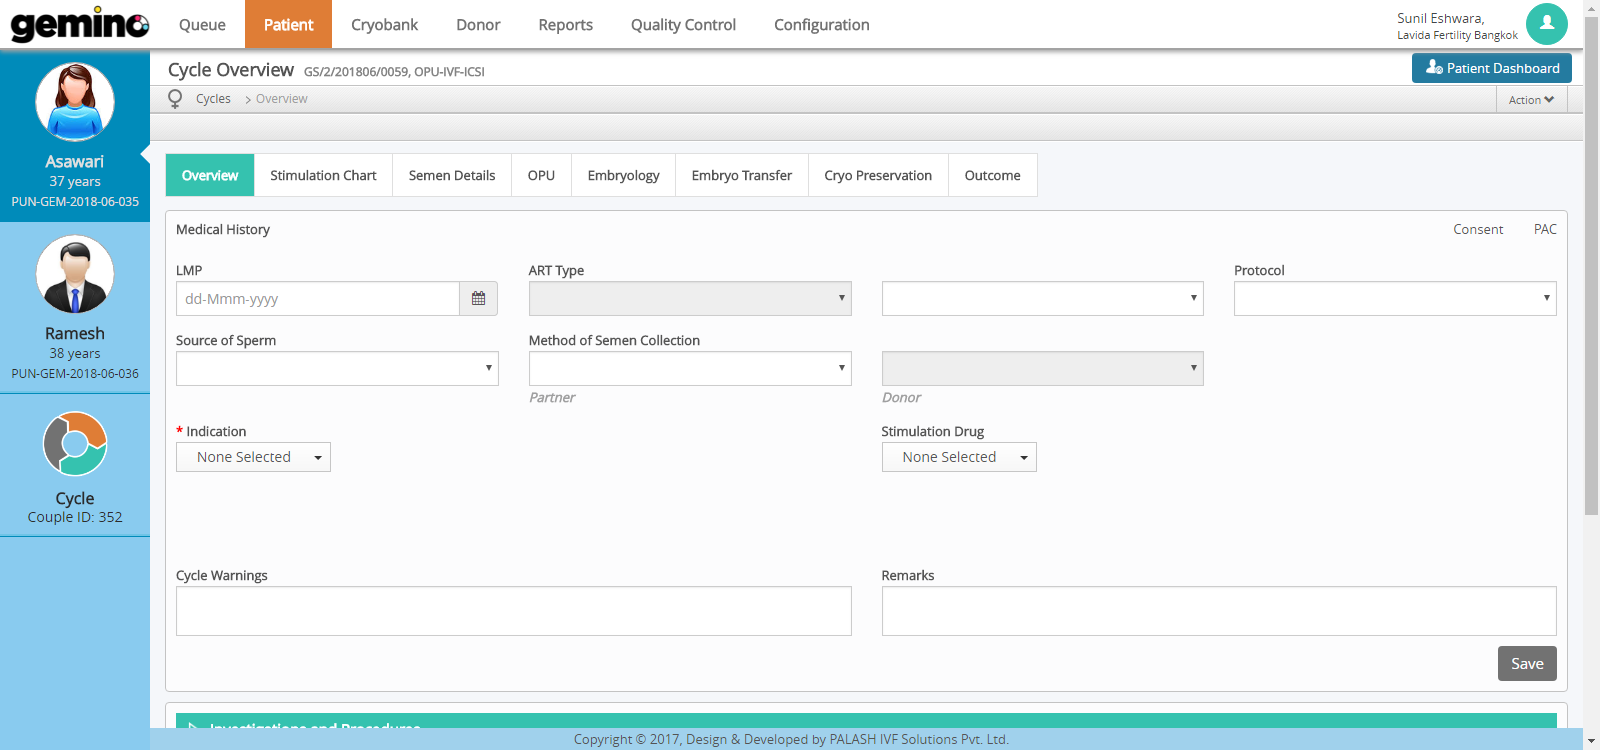 gemino
Queue Patient Cryobank Donor Reports Quality Control Configuration
Sunil Eshwara,
Lavida Fertility Bangkok
Cycle Overview GS/2/201806/0059, OPU-IVF-ICSI
Patient Dashboard
Cycles > Overview
Action
Asawari
37 years
PUN-GEM-2018-06-035
Ramesh
38 years
PUN-GEM-2018-06-036
Cycle
Couple ID: 352
Overview Stimulation Chart Semen Details OPU Embryology Embryo Transfer Cryo Preservation Outcome
Medical History Consent PAC
LMP ART Type Protocol
dd-Mmm-yyyy
Source of Sperm Method of Semen Collection
Partner Donor
* Indication Stimulation Drug
None Selected None Selected
Cycle Warnings Remarks
Save
Investigations and Procedures
Copyright © 2017, Design & Developed by PALASH IVF Solutions Pvt. Ltd.